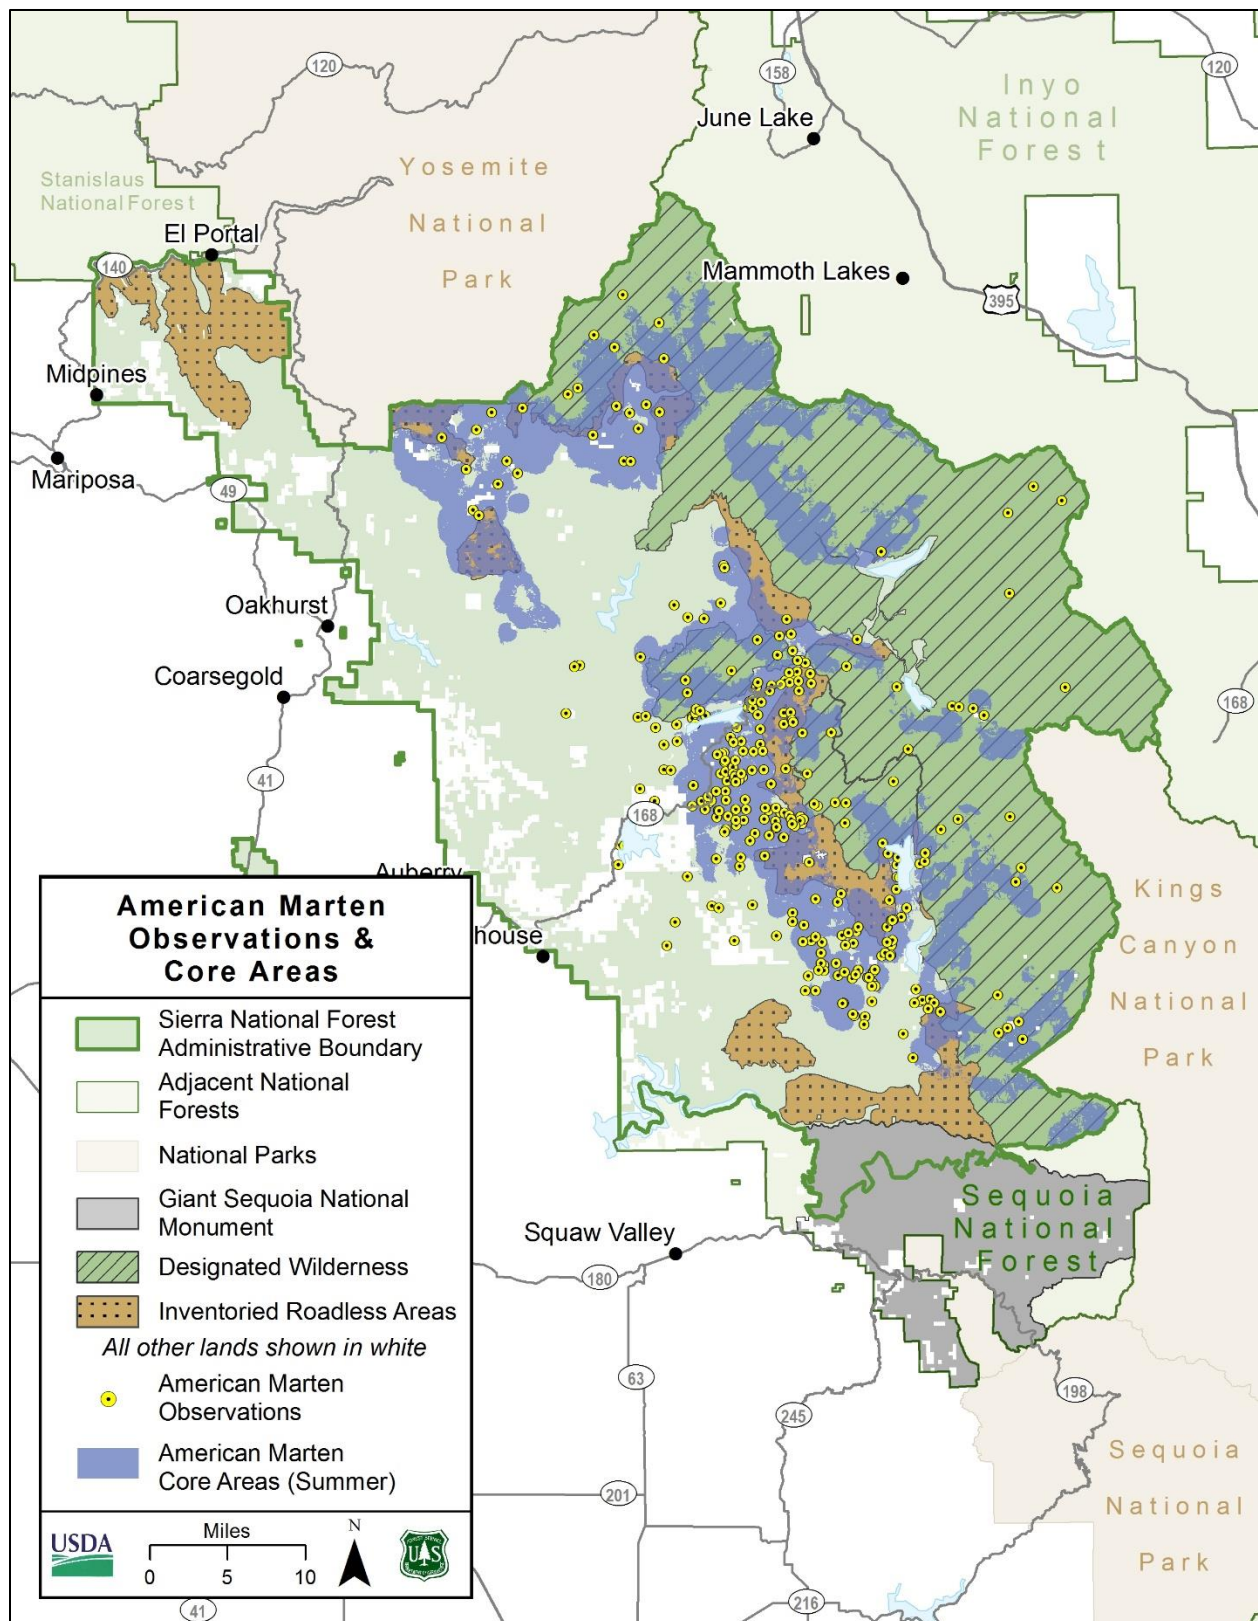 120
158
120
June Lake
Inyo
National
Forest
Yosemite
National
Park
Stanislaus
National Forest
El Portal
140
Mammoth Lakes
395
Midpines
Mariposa
49
Oakhurst
Coarsegold
168
41
168
Auberry
house
Kings
Canyon
National
Park
American Marten
Observations &
Core Areas
Sierra National Forest
Administrative Boundary
Adjacent National
Forests
National Parks
Giant Sequoia National
Monument
Designated Wilderness
Inventoried Roadless Areas
All other lands shown in white
American Marten
Observations
American Marten
Core Areas (Summer)
USDA
Miles
0 5 10
N
U S
Sequoia
National
Forest
Squaw Valley
180
63
198
245
Sequoia
National
Park
201
216
41